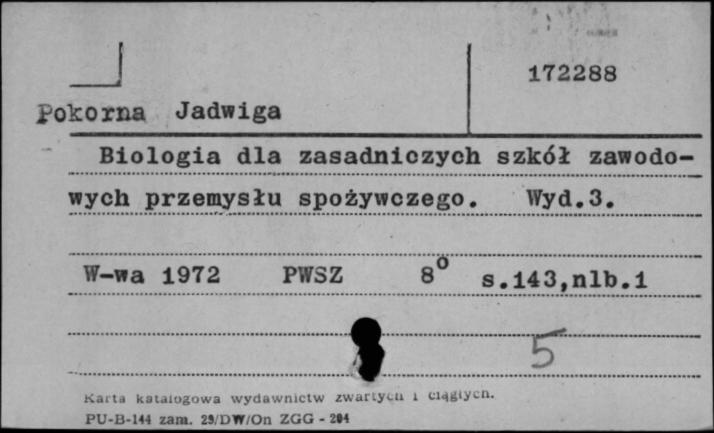 172288
Pokorna Jadwiga
Biologia dla zasadniczych szkół zawodo-
wych przemysłu spożywczego. Wyd.3.
W-wa 1972 PWSZ 8° s.143,nlb.1
5
Karta katalogowa wydawnictw zwartych i ciągłych.
PU-B-144 zam. 29/DW/On ZGG - 204